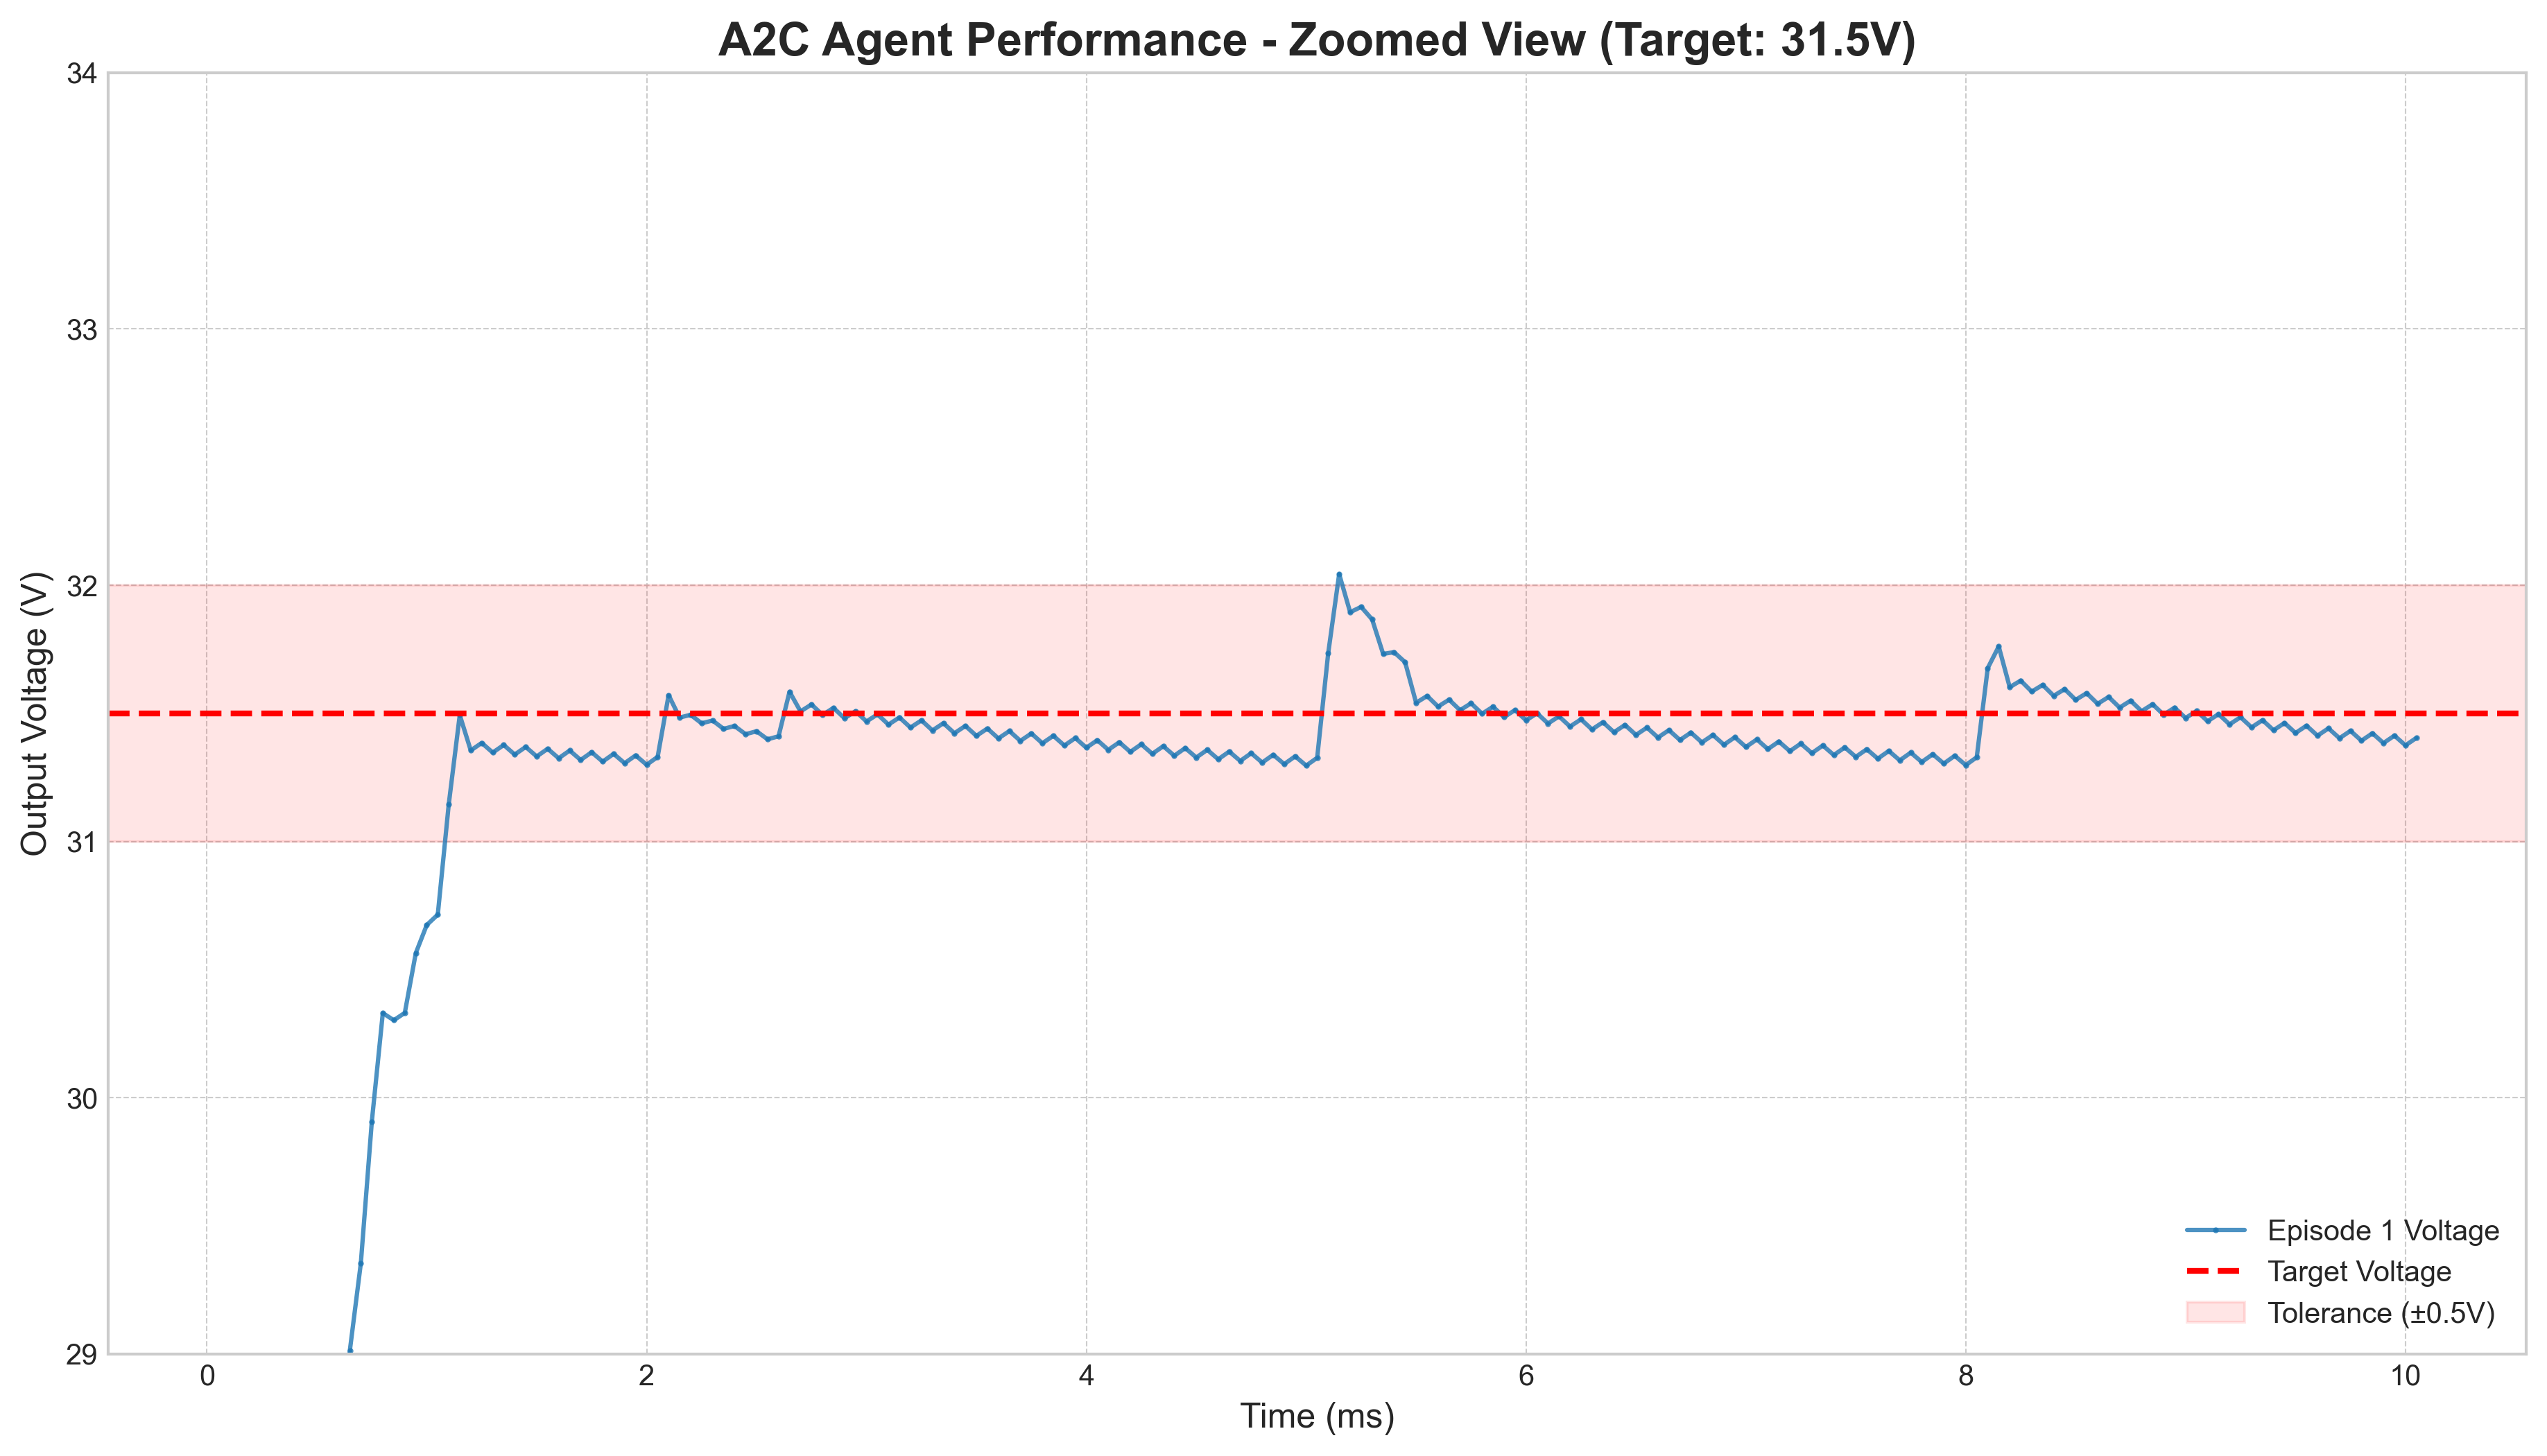 A2C Agent Performance - Zoomed View (Target: 31.5V)
Output Voltage (V)
34
33
32
31
30
29
Episode 1 Voltage
Target Voltage
Tolerance (±0.5V)
0 2 4 6 8 10
Time (ms)